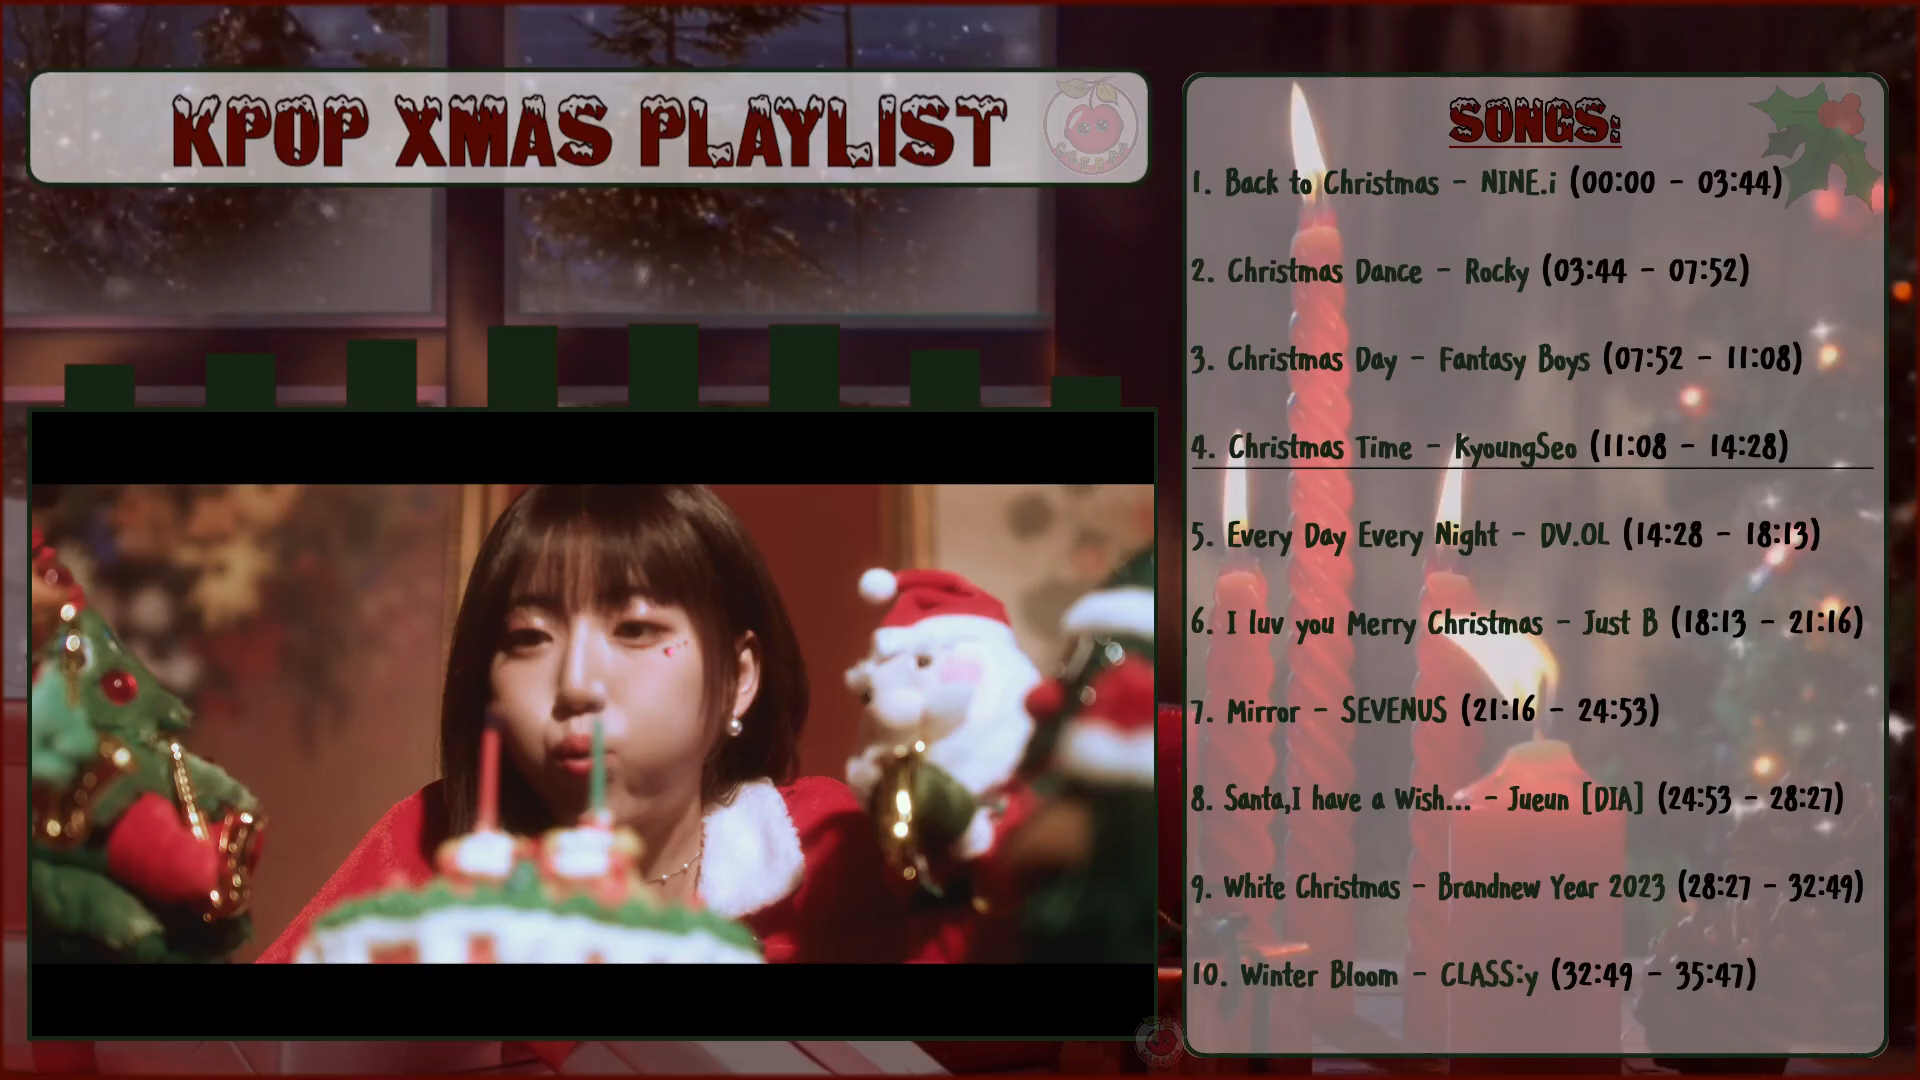 KPOP XMAS PLAYLIST
SONGS:
1. Back to Christmas - NINE.i (00:00 - 03:44)
2. Christmas Dance - Rocky (03:44 - 07:52)
3. Christmas Day - Fantasy Boys (07:52 - 11:08)
4. Christmas Time - KyoungSeo (11:08 - 14:28)
5. Every Day Every Night - DV.OL (14:28 - 18:13)
6. I luv you Merry Christmas - Just B (18:13 - 21:16)
7. Mirror - SEVENUS (21:16 - 24:53)
8. Santa,I have a Wish... - Jueun [DIA] (24:53 - 28:27)
9. White Christmas - Brandnew Year 2023 (28:27 - 32:49)
10. Winter Bloom - CLASS:y (32:49 - 35:47)